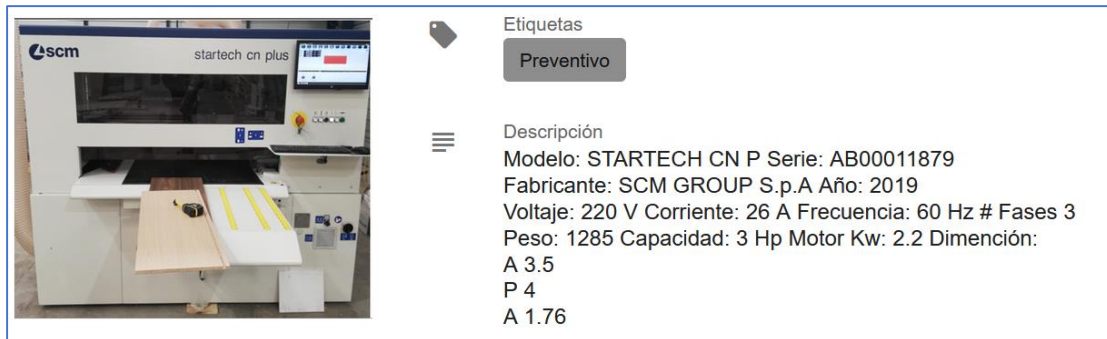 scm
startech cn plus
Etiquetas
Preventivo
Descripción
Modelo: STARTECH CN P Serie: AB00011879
Fabricante: SCM GROUP S.p.A Año: 2019
Voltaje: 220 V Corriente: 26 A Frecuencia: 60 Hz # Fases 3
Peso: 1285 Capacidad: 3 Hp Motor Kw: 2.2 Dimención:
A 3.5
P 4
A 1.76